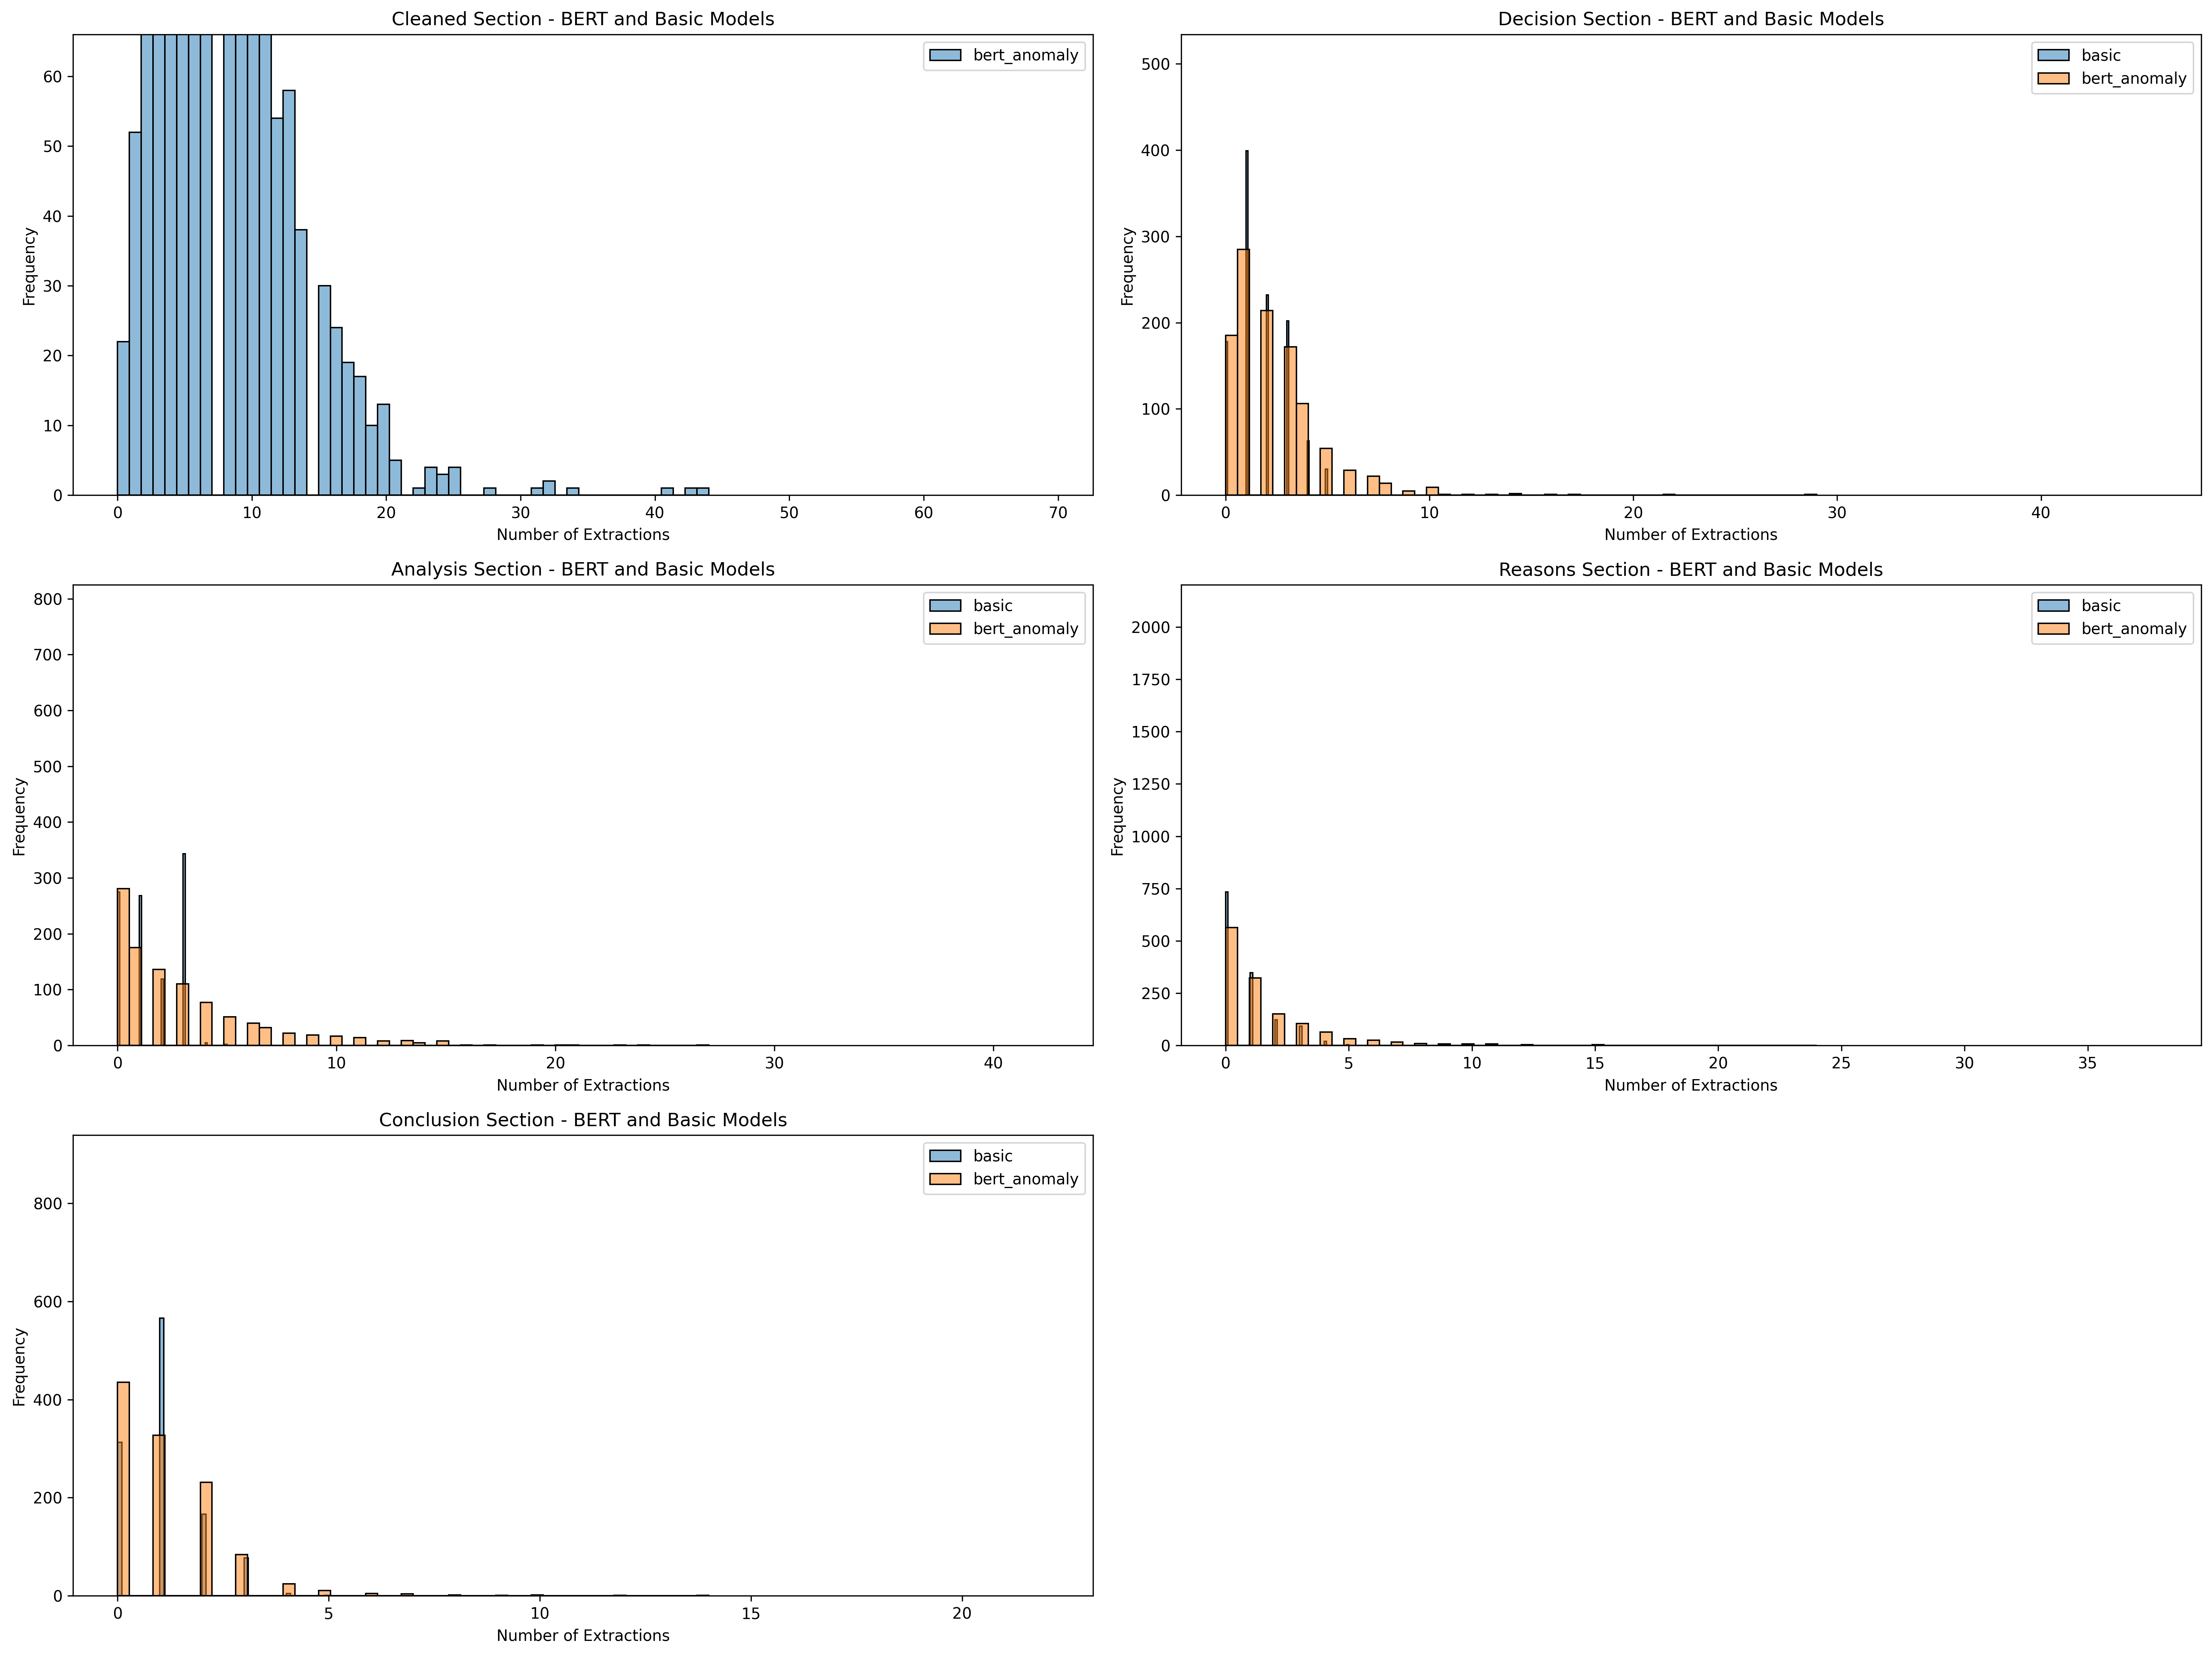 Cleaned Section - BERT and Basic Models
bert_anomaly
60
50
40
30
20
10
0
Frequency
0 10 20 30 40 50 60 70
Number of Extractions
Decision Section - BERT and Basic Models
basic
bert_anomaly
500
400
300
200
100
0
Frequency
0 10 20 30 40
Number of Extractions
Analysis Section - BERT and Basic Models
basic
bert_anomaly
800
700
600
500
400
300
200
100
0
Frequency
0 10 20 30 40
Number of Extractions
Reasons Section - BERT and Basic Models
basic
bert_anomaly
2000
1750
1500
1250
1000
750
500
250
0
Frequency
0 5 10 15 20 25 30 35
Number of Extractions
Conclusion Section - BERT and Basic Models
basic
bert_anomaly
800
600
400
200
0
Frequency
0 5 10 15 20
Number of Extractions